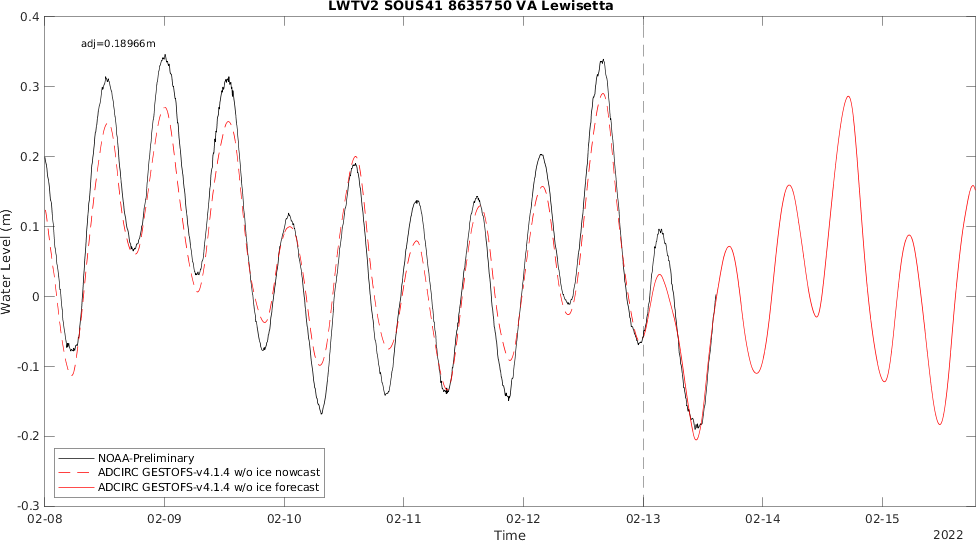 LWTV2 SOUS41 8635750 VA Lewisetta
adj=0.18966m
0.4
0.3
0.2
0.1
0
-0.1
-0.2
-0.3
Water Level (m)
NOAA-Preliminary
ADCIRC GESTOFS-v4.1.4 w/o ice nowcast
ADCIRC GESTOFS-v4.1.4 w/o ice forecast
02-08 02-09 02-10 02-11 02-12 02-13 02-14 02-15
Time
2022